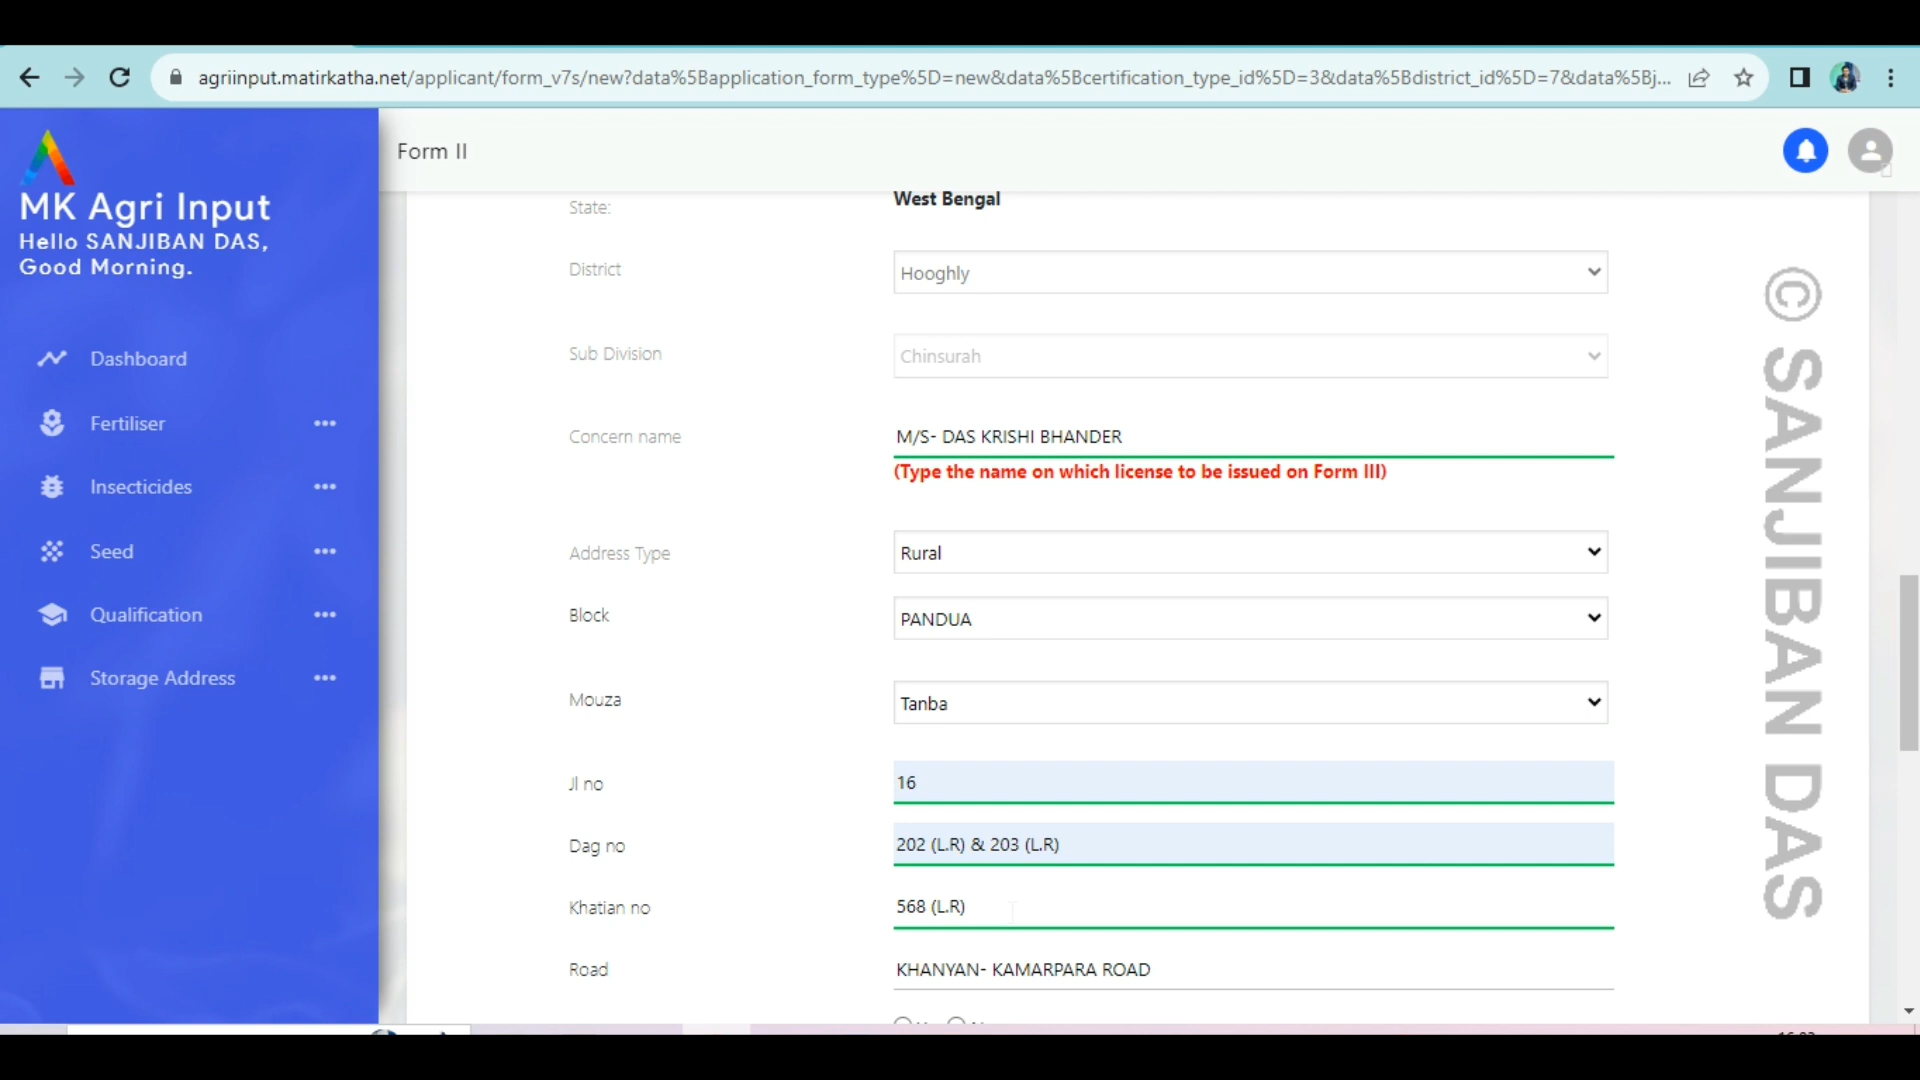 agriinput.matirkatha.net/applicant/form_v7s/new?data%5Bapplication_form_type%5D=new&data%5Bcertification_type_id%5D=3&data%5Bdistrict_id%5D=7&data%5Bj...
MK Agri Input
Hello SANJIBAN DAS,
Good Morning.
Dashboard
Fertiliser
Insecticides
Seed
Qualification
Storage Address
Form II
State:
West Bengal
District
Hooghly
Sub Division
Chinsurah
Concern name
M/S- DAS KRISHI BHANDER
(Type the name on which license to be issued on Form III)
Address Type
Rural
Block
PANDUA
Mouza
Tanba
Jl no
16
Dag no
202 (L.R) & 203 (L.R)
Khatian no
568 (L.R)
Road
KHANYAN- KAMARPARA ROAD
© SANJIBAN DAS